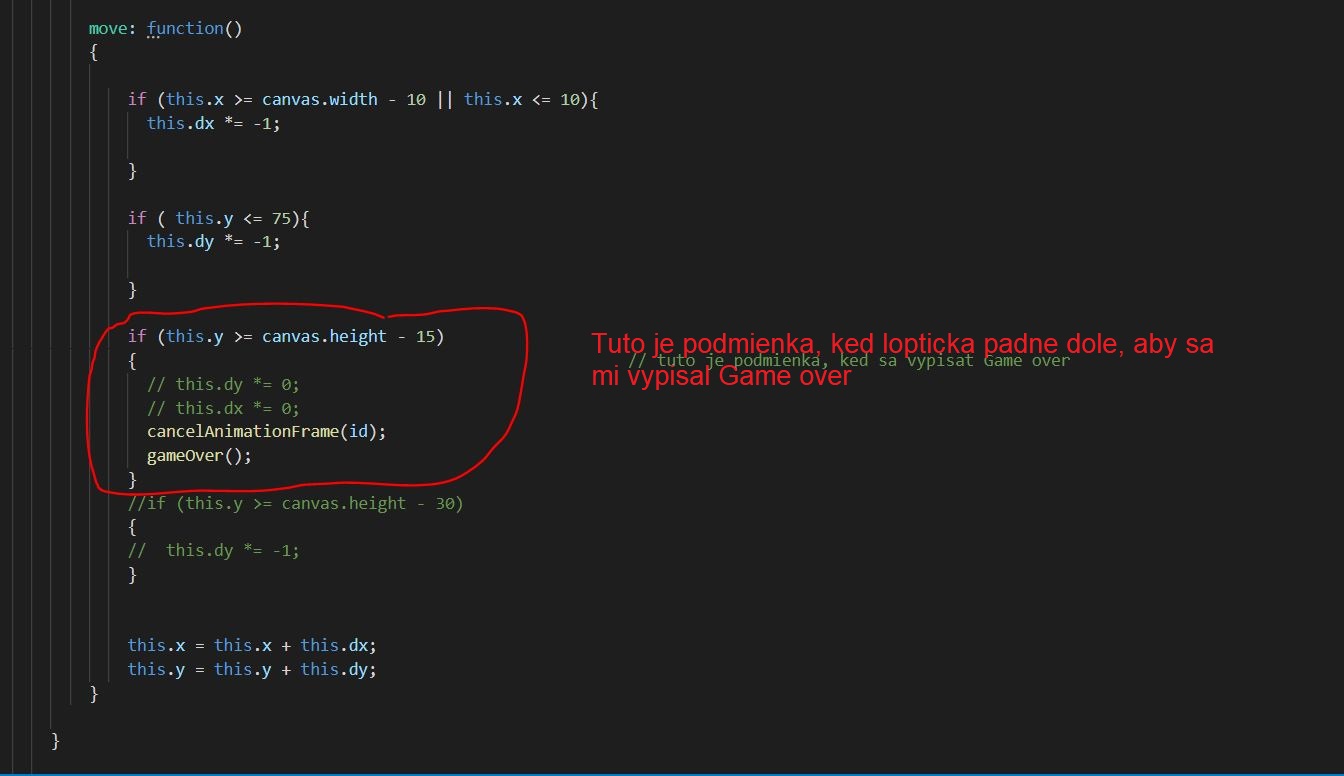 move: function()
{
if (this.x >= canvas.width - 10 || this.x <= 10){
this.dx *= -1;
}
if ( this.y <= 75){
this.dy *= -1;
}
if (this.y >= canvas.height - 15)
Tuto je podmienka, ked lopticka padne dole, aby sa
{ // tuto je podmienka, ked sa vypisat Game over
mi vypisal Game over
// this.dy *= 0;
// this.dx *= 0;
cancelAnimationFrame(id);
gameOver();
}
//if (this.y >= canvas.height - 30)
{
// this.dy *= -1;
}
this.x = this.x + this.dx;
this.y = this.y + this.dy;
}
}